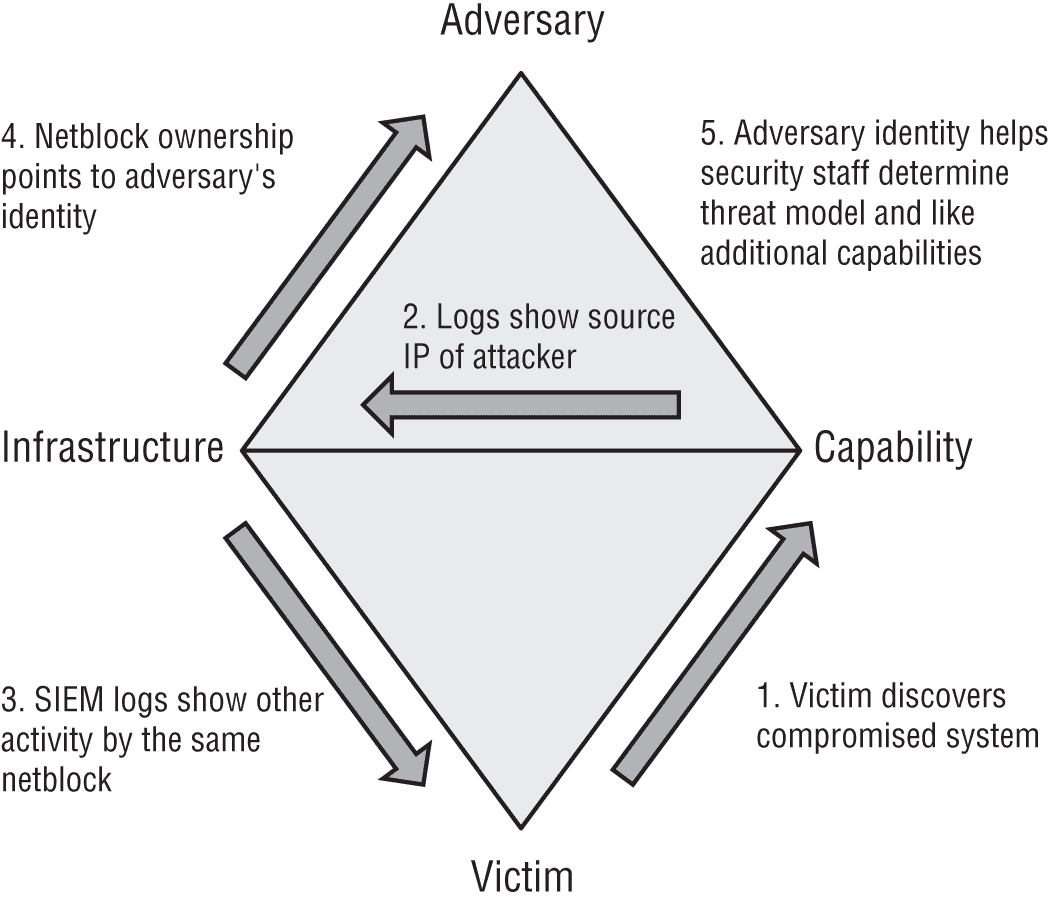 Adversary
4. Netblock ownership
points to adversary's
identity
5. Adversary identity helps
security staff determine
threat model and like
additional capabilities
2. Logs show source
IP of attacker
Infrastructure
Capability
3. SIEM logs show other
activity by the same
netblock
1. Victim discovers
compromised system
Victim